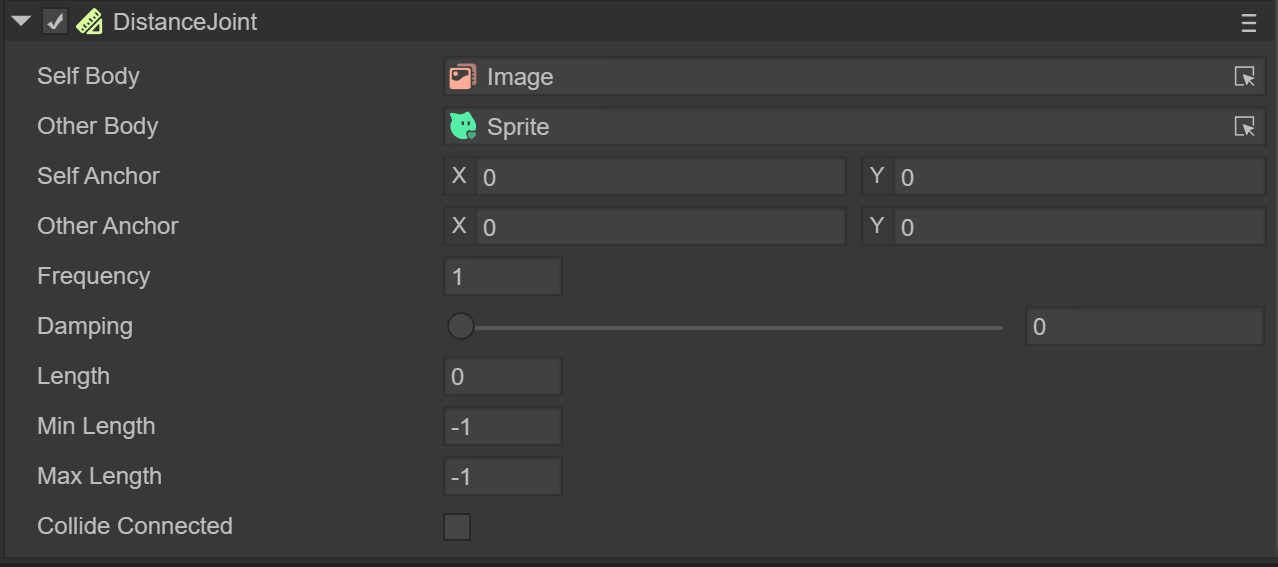 DistanceJoint
Self Body Image
Other Body Sprite
Self Anchor X 0 Y 0
Other Anchor X 0 Y 0
Frequency 1
Damping 0
Length 0
Min Length -1
Max Length -1
Collide Connected